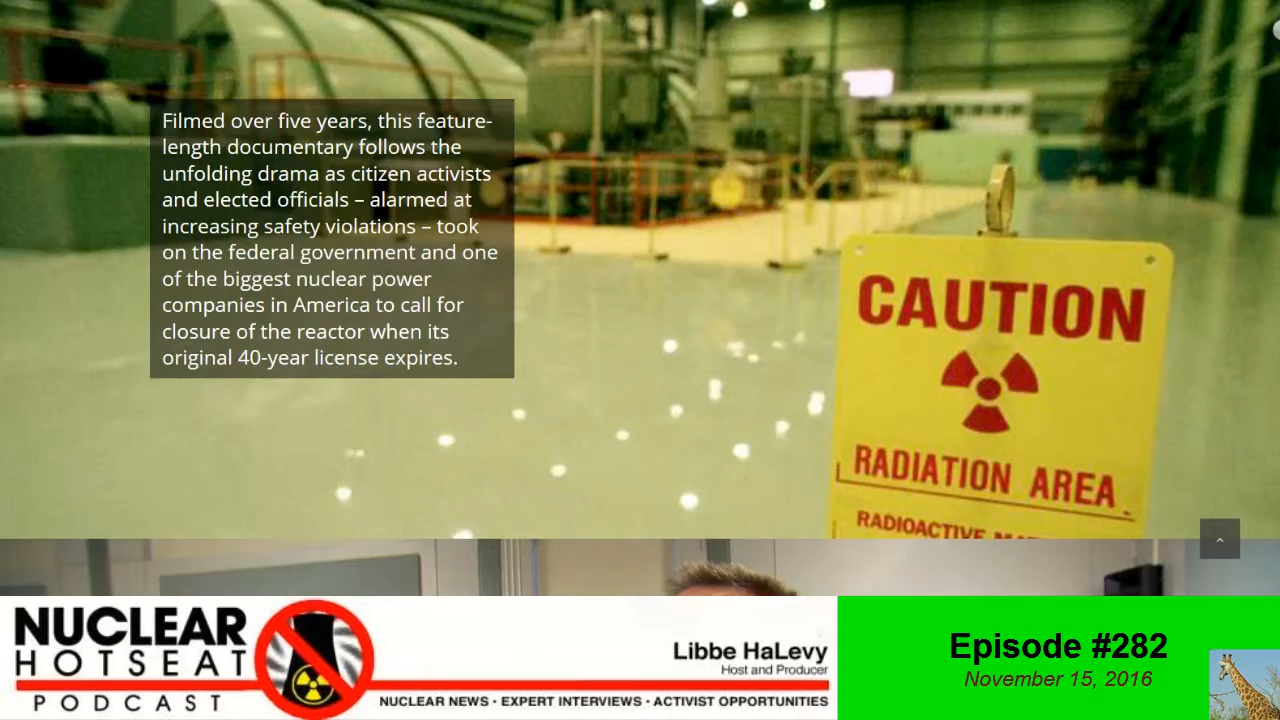 Filmed over five years, this feature-
length documentary follows the
unfolding drama as citizen activists
and elected officials – alarmed at
increasing safety violations – took
on the federal government and one
of the biggest nuclear power
companies in America to call for
closure of the reactor when its
original 40-year license expires.
CAUTION
RADIATION AREA
RADIOACTIVE
NUCLEAR
HOTSEAT
PODCAST
Libbe HaLevy
Host and Producer
NUCLEAR NEWS • EXPERT INTERVIEWS • ACTIVIST OPPORTUNITIES
Episode #282
November 15, 2016